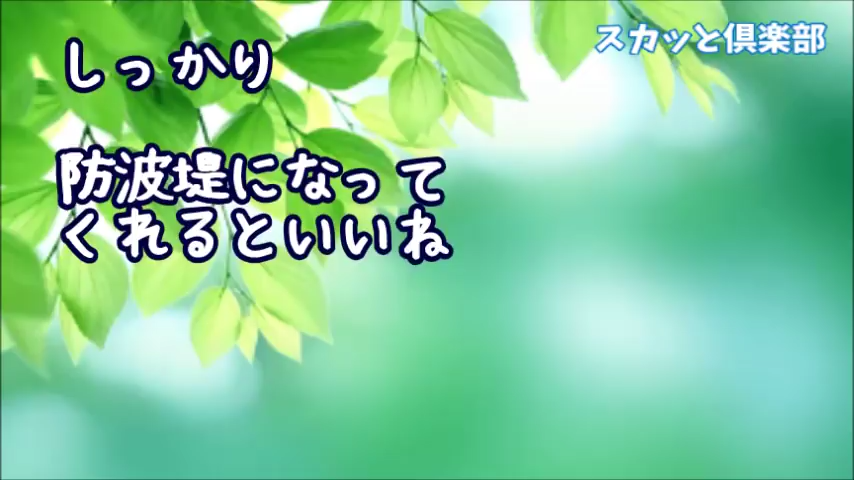 スカッと倶楽部
しっかり
防波堤になって
くれるといいね